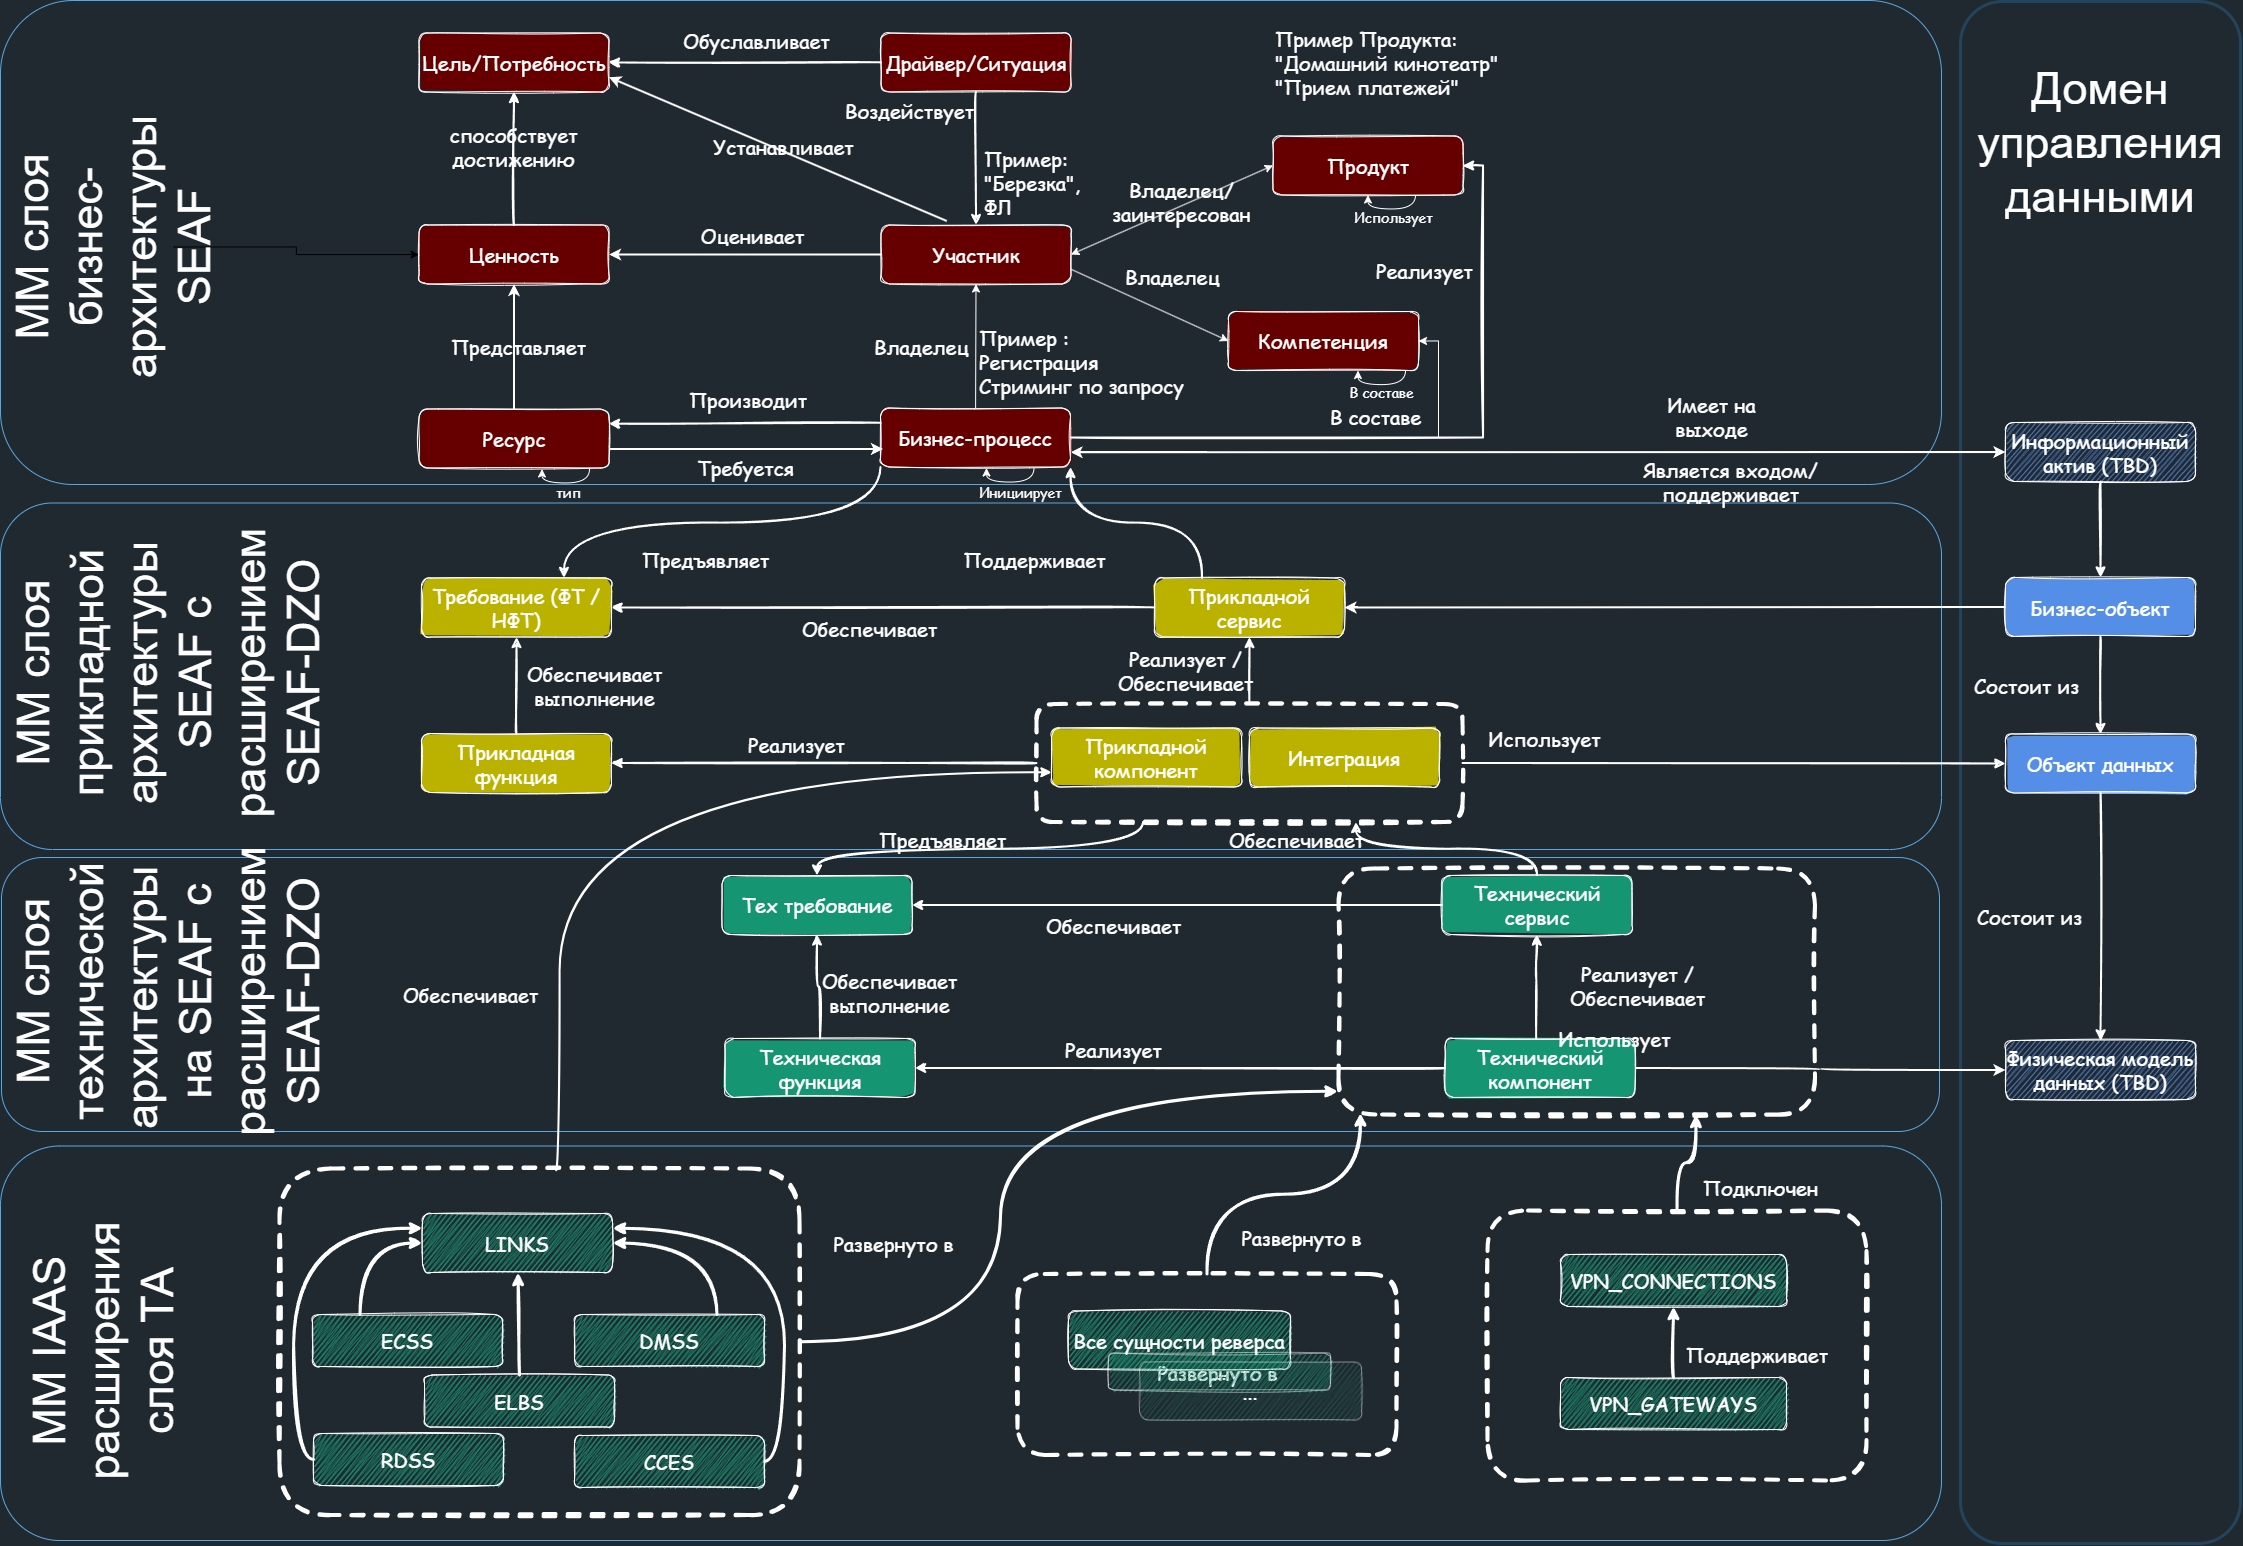 ММ слоя
бизнес-
архитектуры
SEAF
Цель/Потребность
Обуславливает
Драйвер/Ситуация
Пример Продукта:
"Домашний кинотеатр"
"Прием платежей"
способствует
достижению
Устанавливает
Воздействует
Пример:
"Березка",
ФЛ
Владелец/
заинтересован
Продукт
Использует
Ценность
Оценивает
Участник
Владелец
Реализует
Компетенция
В составе
В составе
Представляет
Владелец
Пример :
Регистрация
Стриминг по запросу
Ресурс
тип
Производит
Требуется
Бизнес-процесс
Инициирует
Имеет на
выходе
Является входом/
поддерживает
Домен
управления
данными
Информационный
актив (TBD)
ММ слоя
прикладной
архитектуры
SEAF с
расширением
SEAF-DZO
Предъявляет
Поддерживает
Требование (ФТ /
НФТ)
Обеспечивает
Прикладной
сервис
Бизнес-объект
Обеспечивает
выполнение
Реализует /
Обеспечивает
Состоит из
Прикладная
функция
Реализует
Прикладной
компонент
Интеграция
Использует
Объект данных
ММ слоя
технической
архитектуры
на SEAF с
расширением
SEAF-DZO
Предъявляет
Обеспечивает
Тех требование
Обеспечивает
Технический
сервис
Состоит из
Обеспечивает
Обеспечивает
выполнение
Реализует /
Обеспечивает
Техническая
функция
Реализует
Использует
Технический
компонент
Физическая модель
данных (TBD)
ММ IAAS
расширения
слоя ТА
LINKS
ECSS
DMSS
ELBS
RDSS
CCES
Развернуто в
Развернуто в
Все сущности реверса
Развернуто в
...
Подключен
VPN_CONNECTIONS
Поддерживает
VPN_GATEWAYS